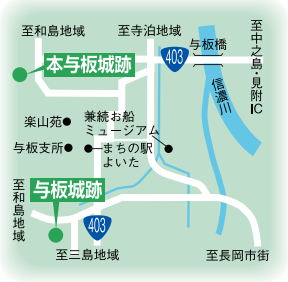 至和島地域
至寺泊地域
至中之島・見附IC
与板橋
403
本与板城跡
信濃川
兼続お船
ミュージアム
楽山苑
与板支所
まちの駅
よいた
至和島地域
与板城跡
403
至三島地域
至長岡市街